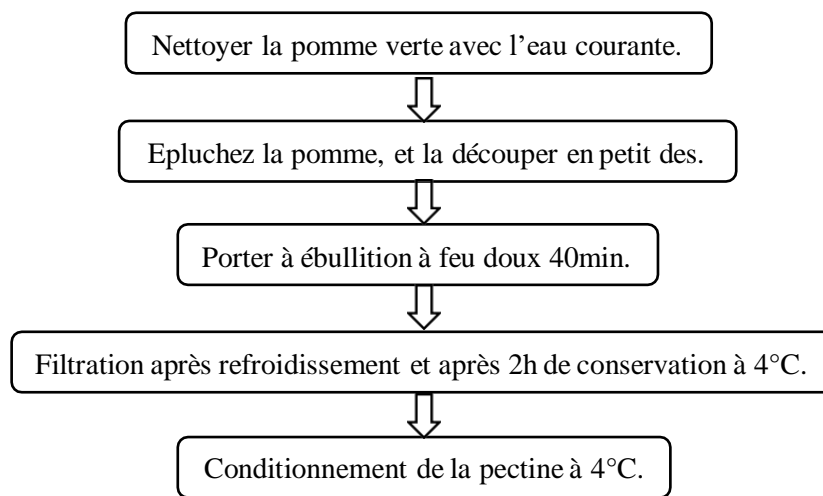 Nettoyer la pomme verte avec l’eau courante.
Epluchez la pomme, et la découper en petit des.
Porter à ébullition à feu doux 40min.
Filtration après refroidissement et après 2h de conservation à 4°C.
Conditionnement de la pectine à 4°C.